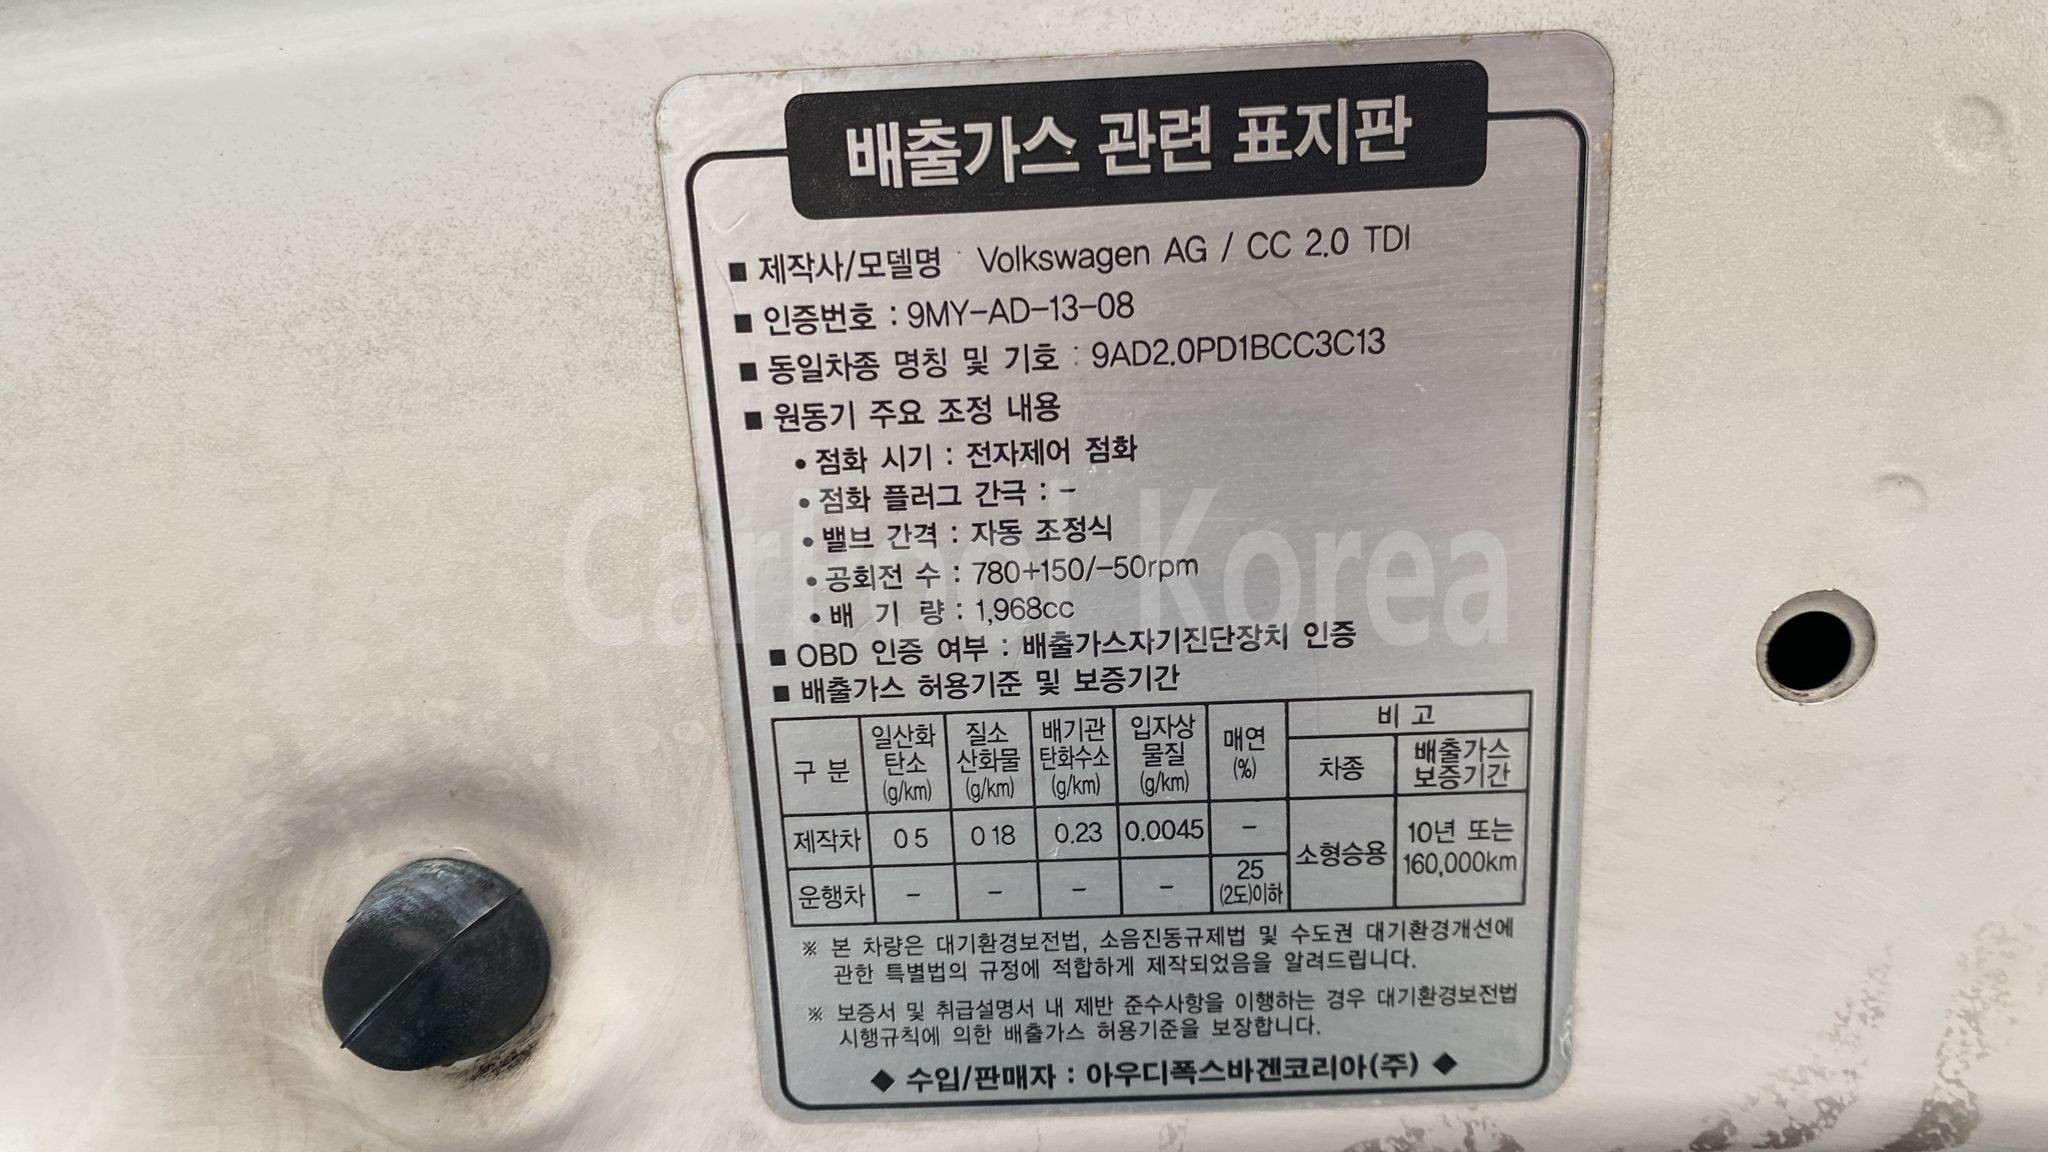 배출가스 관련 표지판
■ 제작사/모델명 : Volkswagen AG / CC 2.0 TDI
■ 인증번호 : 9MY-AD-13-08
■ 동일차종 명칭 및 기호 : 9AD2.0PD1BCC3C13
■ 원동기 주요 조정 내용
• 점화 시기 : 전자제어 점화
• 점화 플러그 간극 : -
• 밸브 간격 : 자동 조정식
• 공회전 수 : 780+150/-50rpm
• 배 기 량 : 1,968cc
■ OBD 인증 여부 : 배출가스자기진단장치 인증
■ 배출가스 허용기준 및 보증기간
구 분 일산화탄소 (g/km) 질소산화물 (g/km) 배기관탄화수소 (g/km) 입자상물질 (g/km) 매연 (%) 비 고
차종 배출가스 보증기간
제작차 0 5 0 18 0.23 0.0045 - 소형승용 10년 또는 160,000km
운행차 - - - - 25 (2도)이하
※ 본 차량은 대기환경보전법, 소음진동규제법 및 수도권 대기환경개선에
관한 특별법의 규정에 적합하게 제작되었음을 알려드립니다.
※ 보증서 및 취급설명서 내 제반 준수사항을 이행하는 경우 대기환경보전법
시행규칙에 의한 배출가스 허용기준을 보장합니다.
◆ 수입/판매자 : 아우디폭스바겐코리아(주) ◆
Korea